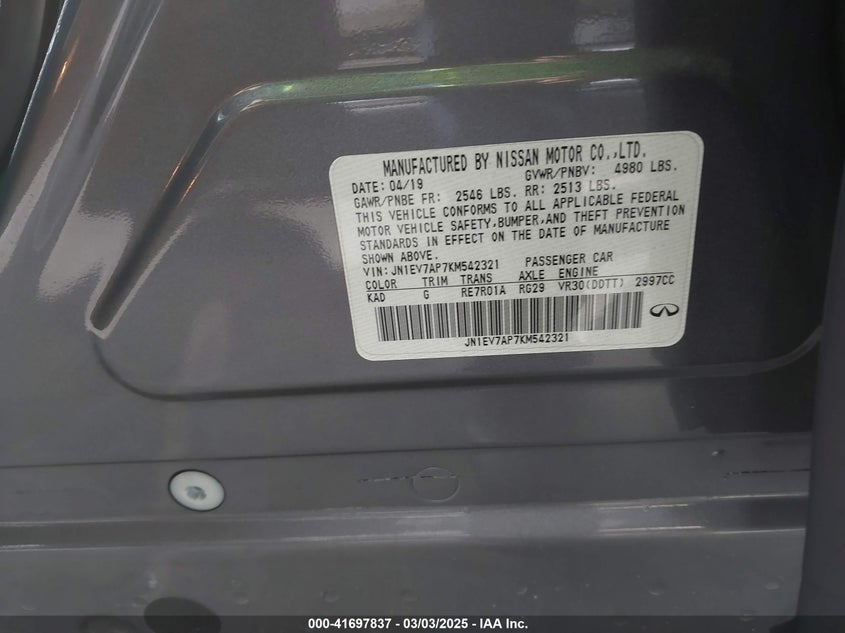 MANUFACTURED BY NISSAN MOTOR CO.,LTD.
DATE: 04/19 GVWR/PNBV: 4980 LBS.
GAWR/PNBE FR: 2546 LBS. RR: 2513 LBS.
THIS VEHICLE CONFORMS TO ALL APPLICABLE FEDERAL
MOTOR VEHICLE SAFETY,BUMPER,AND THEFT PREVENTION
STANDARDS IN EFFECT ON THE DATE OF MANUFACTURE
SHOWN ABOVE.
VIN: JN1EV7AP7KM542321 PASSENGER CAR
COLOR TRIM TRANS AXLE ENGINE
KAD G RE7R01A RG29 VR30(DDTT) 2997CC
JN1EV7AP7KM542321
000-41697837 - 03/03/2025 - IAA Inc.